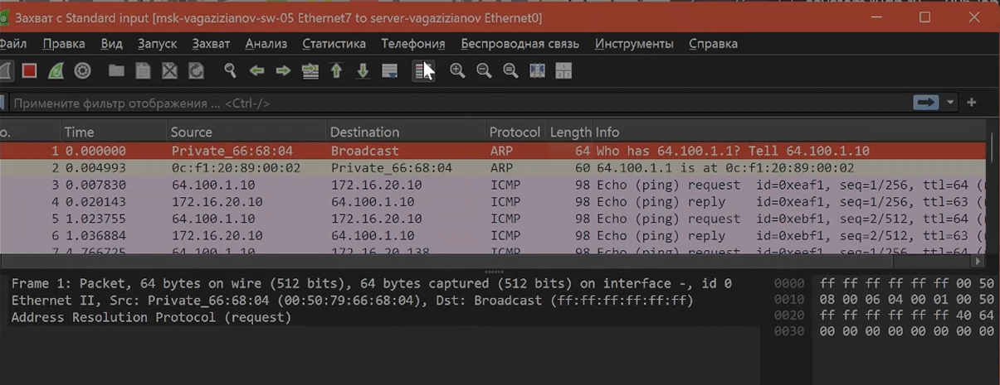 Захват с Standard input [msk-vagazizianov-sw-05 Ethernet7 to server-vagazizianov Ethernet0]
Файл Правка Вид Запуск Захват Анализ Статистика Телефония Беспроводная связь Инструменты Справка
Примените фильтр отображения ... <Ctrl-/>
o. Time Source Destination Protocol Length Info
1 0.000000 Private_66:68:04 Broadcast ARP 64 Who has 64.100.1.1? Tell 64.100.1.10
2 0.004993 0c:f1:20:89:00:02 Private_66:68:04 ARP 60 64.100.1.1 is at 0c:f1:20:89:00:02
3 0.007830 64.100.1.10 172.16.20.10 ICMP 98 Echo (ping) request id=0xeaf1, seq=1/256, ttl=64 (
4 0.020143 172.16.20.10 64.100.1.10 ICMP 98 Echo (ping) reply id=0xeaf1, seq=1/256, ttl=63 (
5 1.023755 64.100.1.10 172.16.20.10 ICMP 98 Echo (ping) request id=0xebf1, seq=2/512, ttl=64 (
6 1.036884 172.16.20.10 64.100.1.10 ICMP 98 Echo (ping) reply id=0xebf1, seq=2/512, ttl=63 (
7 4.766725 64.100.1.10 172.16.20.138 ICMP 98 Echo (ping) request id=0xeef1, seq=1/256, ttl=64 (
Frame 1: Packet, 64 bytes on wire (512 bits), 64 bytes captured (512 bits) on interface -, id 0
Ethernet II, Src: Private_66:68:04 (00:50:79:66:68:04), Dst: Broadcast (ff:ff:ff:ff:ff:ff)
Address Resolution Protocol (request)
0000 ff ff ff ff ff ff 00 50
0010 08 00 06 04 00 01 00 50
0020 ff ff ff ff ff ff 40 64
0030 00 00 00 00 00 00 00 00